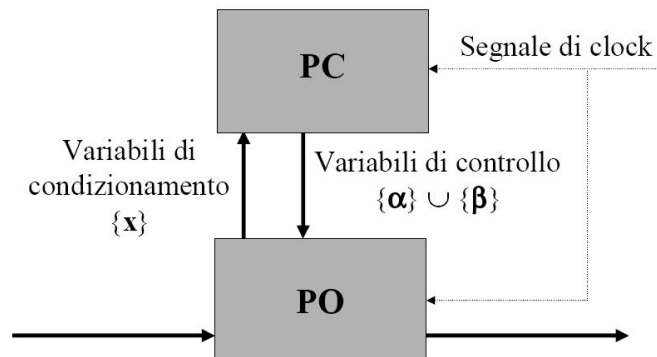 PC
Segnale di clock
Variabili di
condizionamento
{x}
Variabili di controllo
{α} ∪ {β}
PO